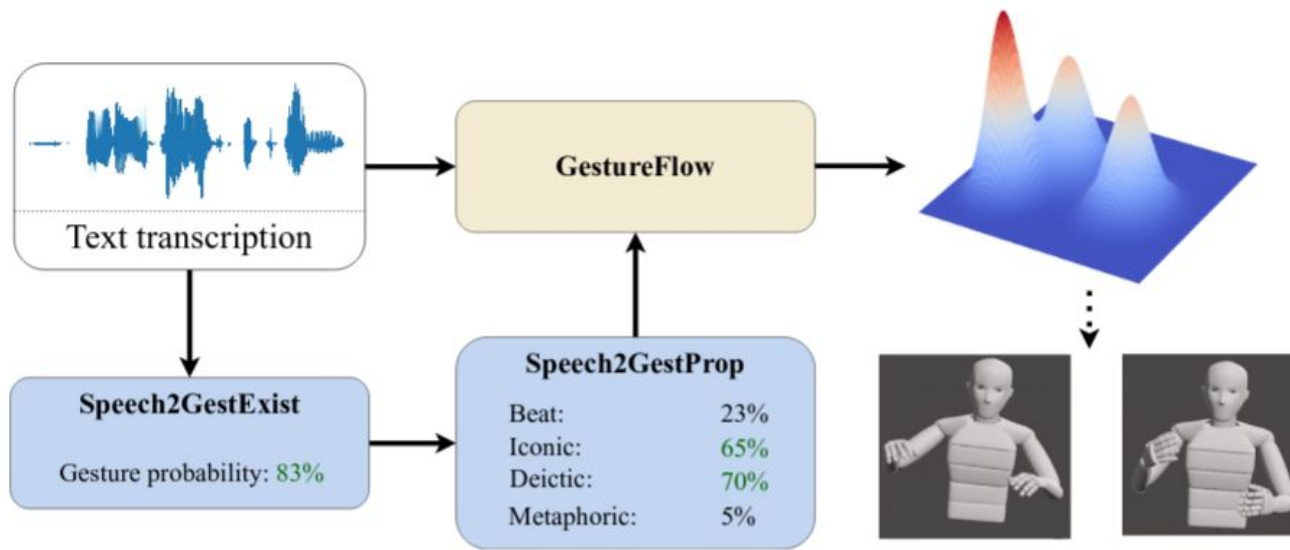 Text transcription
GestureFlow
Speech2GestExist
Gesture probability: 83%
Speech2GestProp
Beat: 23%
Iconic: 65%
Deictic: 70%
Metaphoric: 5%